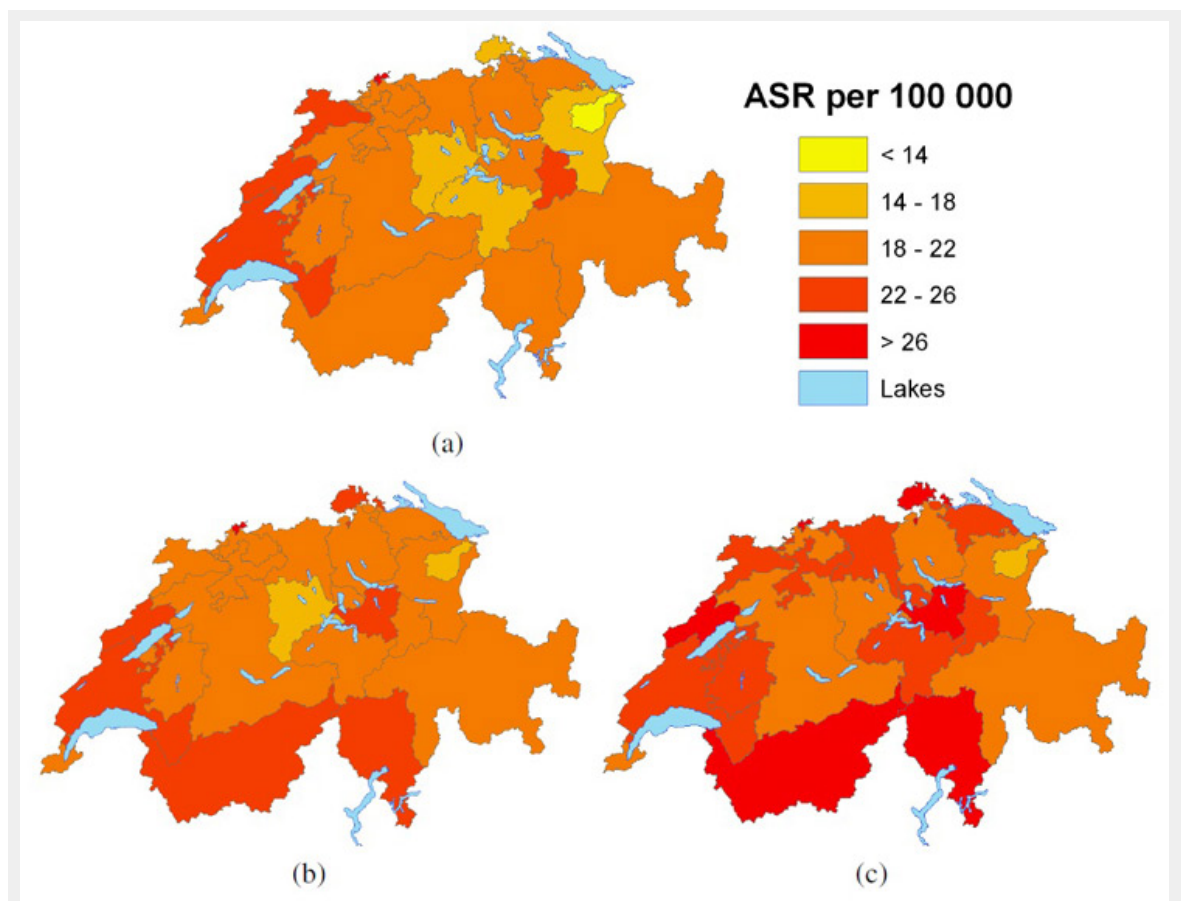 ASR per 100 000
< 14
14 - 18
18 - 22
22 - 26
> 26
Lakes
(a)
(b)
(c)